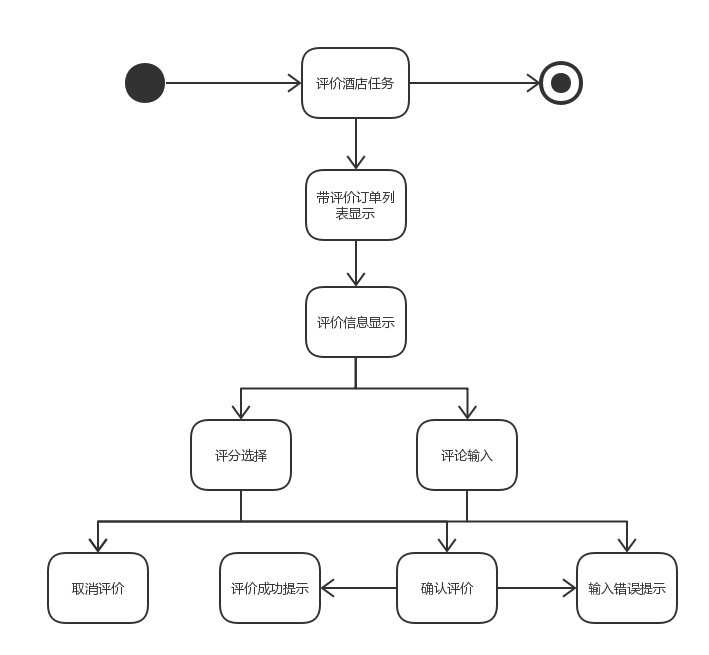 评价酒店任务
带评价订单列
表显示
评价信息显示
评分选择
评论输入
取消评价
评价成功提示
确认评价
输入错误提示